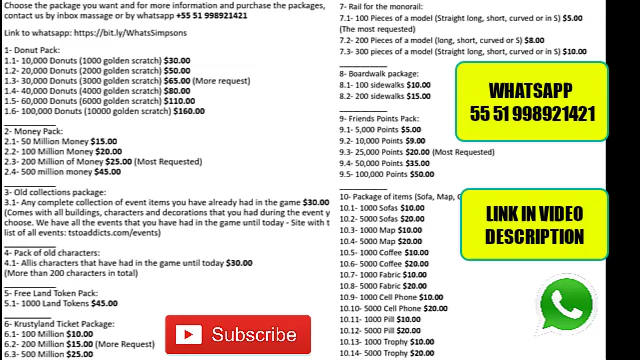 Choose the package you want and for more information and purchase the packages,
contact us by inbox massage or by whatsapp +55 51 998921421
Link to whatsapp: https://bit.ly/WhatsSimpsons
1- Donut Pack:
1.1- 10,000 Donuts (1000 golden scratch) $30.00
1.2- 20,000 Donuts (2000 golden scratch) $50.00
1.3- 30,000 Donuts (3000 golden scratch) $65.00 (More request)
1.4- 40,000 Donuts (4000 golden scratch) $80.00
1.5- 60,000 Donuts (6000 golden scratch) $110.00
1.6- 100,000 Donuts (10000 golden scratch) $160.00
2- Money Pack:
2.1- 50 Million Money $15.00
2.2- 100 Million Money $20.00
2.3- 200 Million of Money $25.00 (Most Requested)
2.4- 500 million money $45.00
3- Old collections package:
3.1- Any complete collection of event items you have already had in the game $30.00
(Comes with all buildings, characters and decorations that you had during the event y
choose. We have all the events that you have had in the game until today - Site with t
list of all events: tstoaddicts.com/events)
4- Pack of old characters:
4.1- Allis characters that have had in the game until today $30.00
(More than 200 characters in total)
5- Free Land Token Pack:
5.1- 1000 Land Tokens $45.00
6- Krustyland Ticket Package:
6.1- 100 Million $10.00
6.2- 200 Million $15.00 (More Request)
6.3- 500 Million $25.00
7- Rail for the monorail:
7.1- 100 Pieces of a model (Straight long, short, curved or in S) $5.00
(The most requested)
7.2- 200 Pieces of model (long, short, curved or S) $8.00
7.3- 300 pieces of model (Straight long, short, curved or in S) $10.00
8- Boardwalk package:
8.1- 100 sidewalks $10.00
8.2- 200 sidewalks $15.00
9- Friends Points Pack:
9.1- 5,000 Points $5.00
9.2- 10,000 Points $9.00
9.3- 25,000 Points $20.00 (Most Requested)
9.4- 50,000 Points $35.00
9.5- 100,000 Points $50.00
10- Package of items (Sofa, Map, C
10.1- 1000 Sofas $10.00
10.2- 5000 Sofas $20.00
10.3- 1000 Map $10.00
10.4- 5000 Map $20.00
10.5- 1000 Coffee $10.00
10.6- 5000 Coffee $20.00
10.7- 1000 Fabric $10.00
10.8- 5000 Fabric $20.00
10.9- 1000 Cell Phone $10.00
10.10- 5000 Cell Phone $20.00
10.11- 1000 Pill $10.00
10.12- 5000 Pill $20.00
10.13- 1000 Trophy $10.00
10.14- 5000 Trophy $20.00
WHATSAPP
55 51 998921421
LINK IN VIDEO
DESCRIPTION
Subscribe